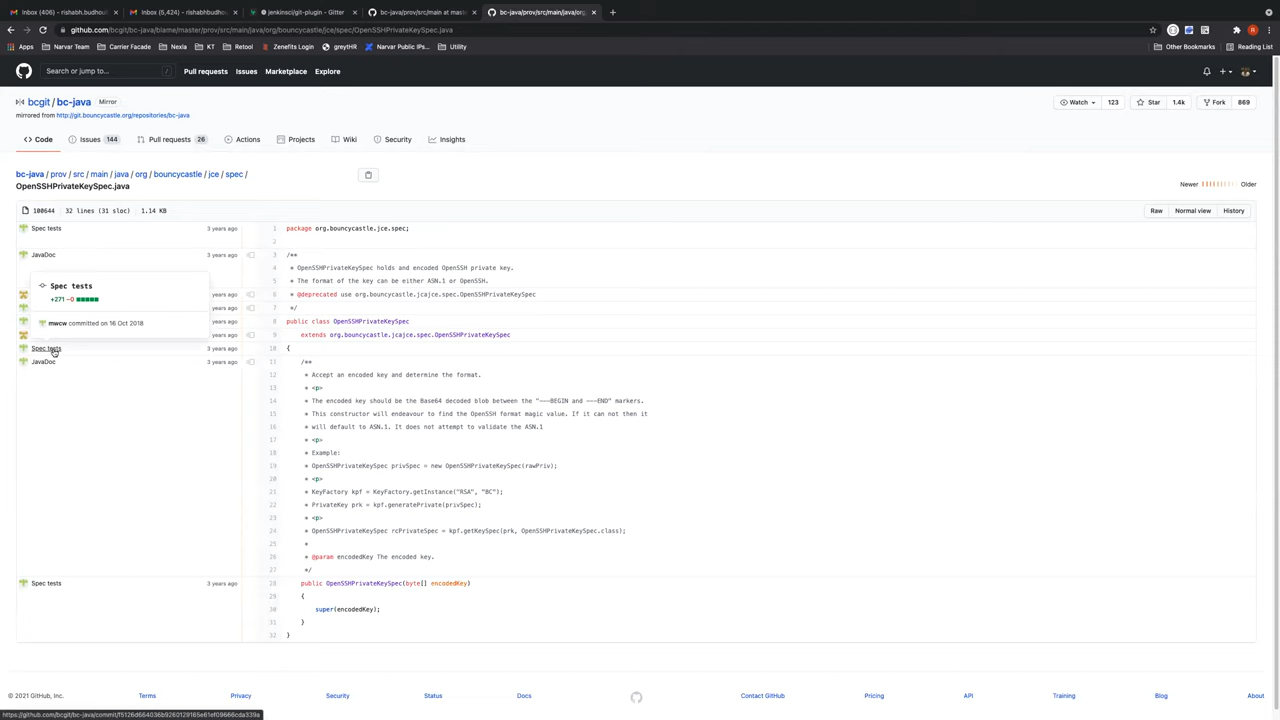 Inbox (406) - rishabh.budhou
Inbox (5,424) - rishabhbudho
jenkinsci/git-plugin - Gitter
bc-java/prov/src/main at mast
bc-java/prov/src/main/java/org
github.com/bcgit/bc-java/blame/master/prov/src/main/java/org/bouncycastle/jce/spec/OpenSSHPrivateKeySpec.java
Apps Narvar Team Carrier Facade Nexla KT Retool Zenefits Login greytHR Narvar Public IPs... Utility Other Bookmarks Reading List
Search or jump to... / Pull requests Issues Marketplace Explore
bcgit / bc-java Mirror Watch 123 Star 1.4k Fork 869
mirrored from http://git.bouncycastle.org/repositories/bc-java
Code Issues 144 Pull requests 26 Actions Projects Wiki Security Insights
bc-java / prov / src / main / java / org / bouncycastle / jce / spec /
OpenSSHPrivateKeySpec.java
Newer Older
100644 32 lines (31 sloc) 1.14 KB Raw Normal view History
Spec tests 3 years ago 1 package org.bouncycastle.jce.spec;
2
JavaDoc 3 years ago 3 /**
4 * OpenSSHPrivateKeySpec holds and encoded OpenSSH private key.
5 * The format of the key can be either ASN.1 or OpenSSH.
Spec tests
+271 −0
mwcw committed on 16 Oct 2018
years ago 6 * @deprecated use org.bouncycastle.jcajce.spec.OpenSSHPrivateKeySpec
years ago 7 */
years ago 8 public class OpenSSHPrivateKeySpec
years ago 9 extends org.bouncycastle.jcajce.spec.OpenSSHPrivateKeySpec
Spec tests 3 years ago 10 {
JavaDoc 3 years ago 11 /**
12 * Accept an encoded key and determine the format.
13 * <p>
14 * The encoded key should be the Base64 decoded blob between the "---BEGIN and ---END" markers.
15 * This constructor will endeavour to find the OpenSSH format magic value. If it can not then it
16 * will default to ASN.1. It does not attempt to validate the ASN.1
17 * <p>
18 * Example:
19 * OpenSSHPrivateKeySpec privSpec = new OpenSSHPrivateKeySpec(rawPriv);
20 * <p>
21 * KeyFactory kpf = KeyFactory.getInstance("RSA", "BC");
22 * PrivateKey prk = kpf.generatePrivate(privSpec);
23 * <p>
24 * OpenSSHPrivateKeySpec rcPrivateSpec = kpf.getKeySpec(prk, OpenSSHPrivateKeySpec.class);
25 *
26 * @param encodedKey The encoded key.
27 */
Spec tests 3 years ago 28 public OpenSSHPrivateKeySpec(byte[] encodedKey)
29 {
30 super(encodedKey);
31 }
32 }
© 2021 GitHub, Inc. Terms Privacy Security Status Docs Contact GitHub Pricing API Training Blog About
https://github.com/bcgit/bc-java/commit/